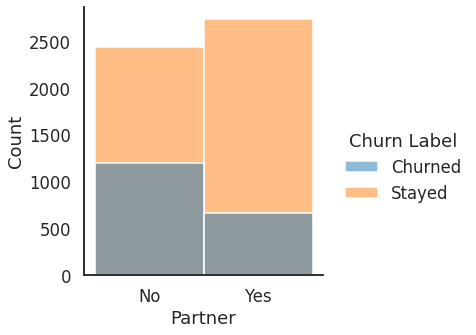 2500
2000
1500
1000
500
0
Count
No
Yes
Partner
Churn Label
Churned
Stayed